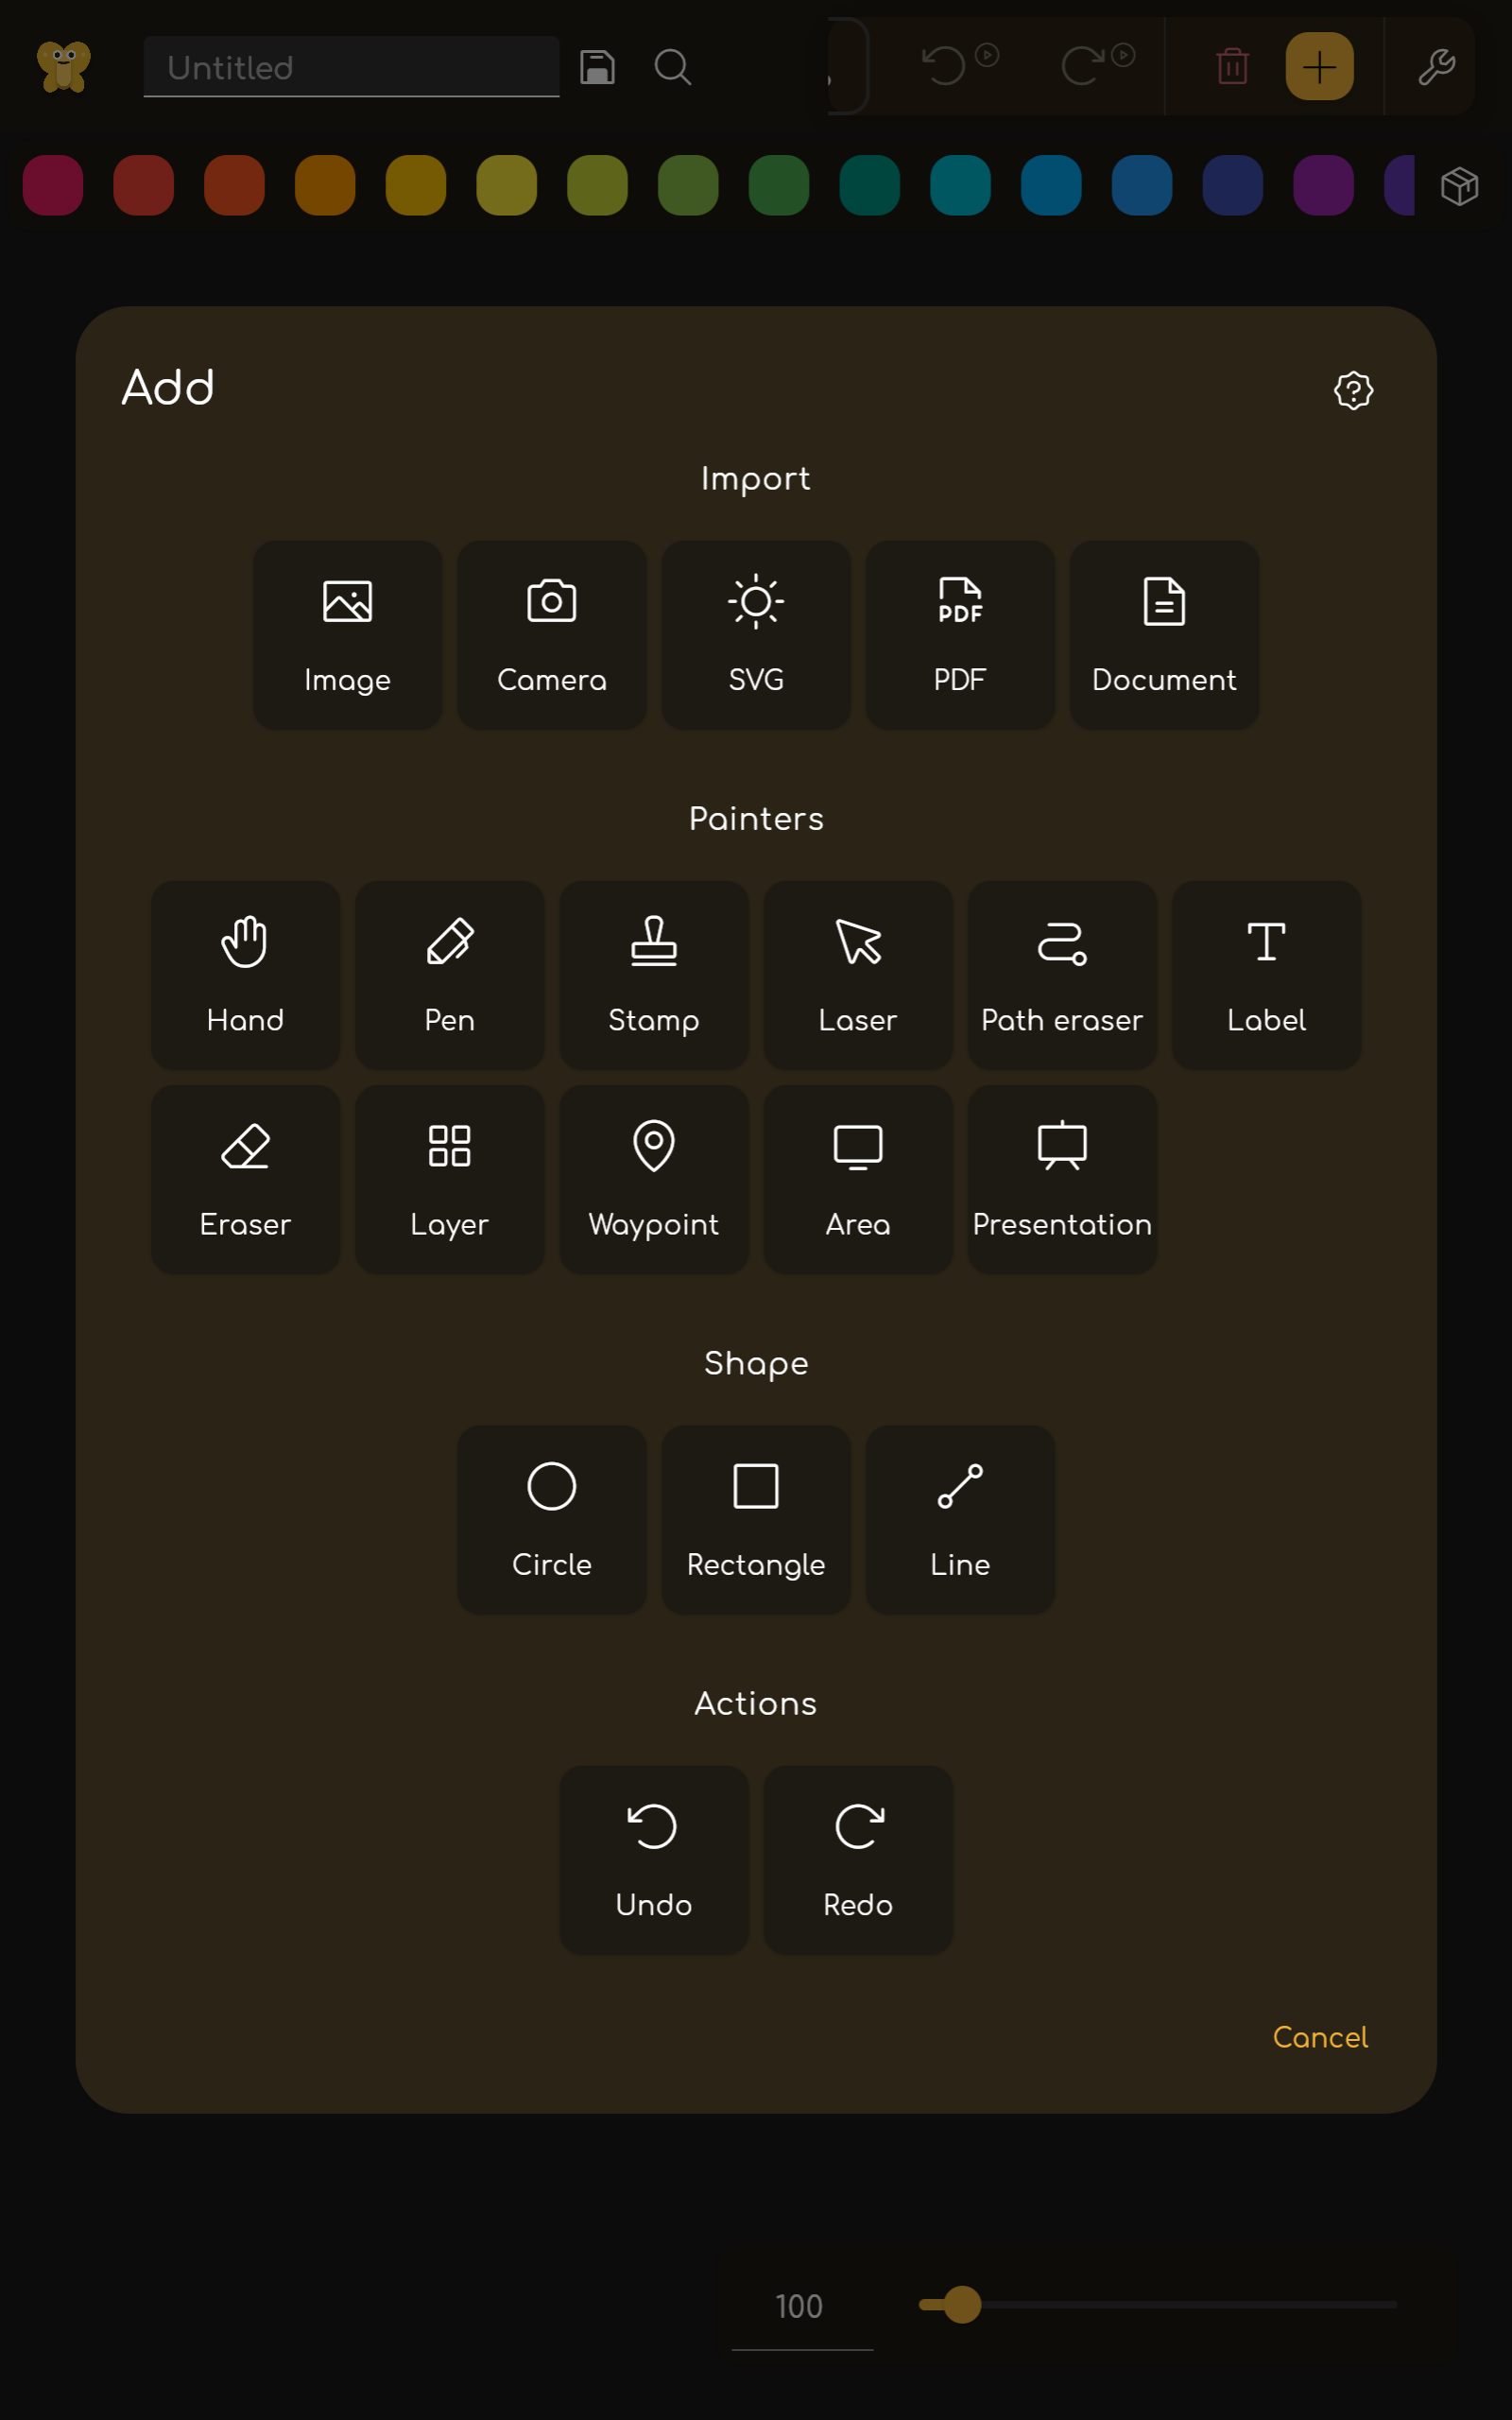 Untitled
Add
Import
Image Camera SVG PDF Document
Painters
Hand Pen Stamp Laser Path eraser Label
Eraser Layer Waypoint Area Presentation
Shape
Circle Rectangle Line
Actions
Undo Redo
Cancel
100